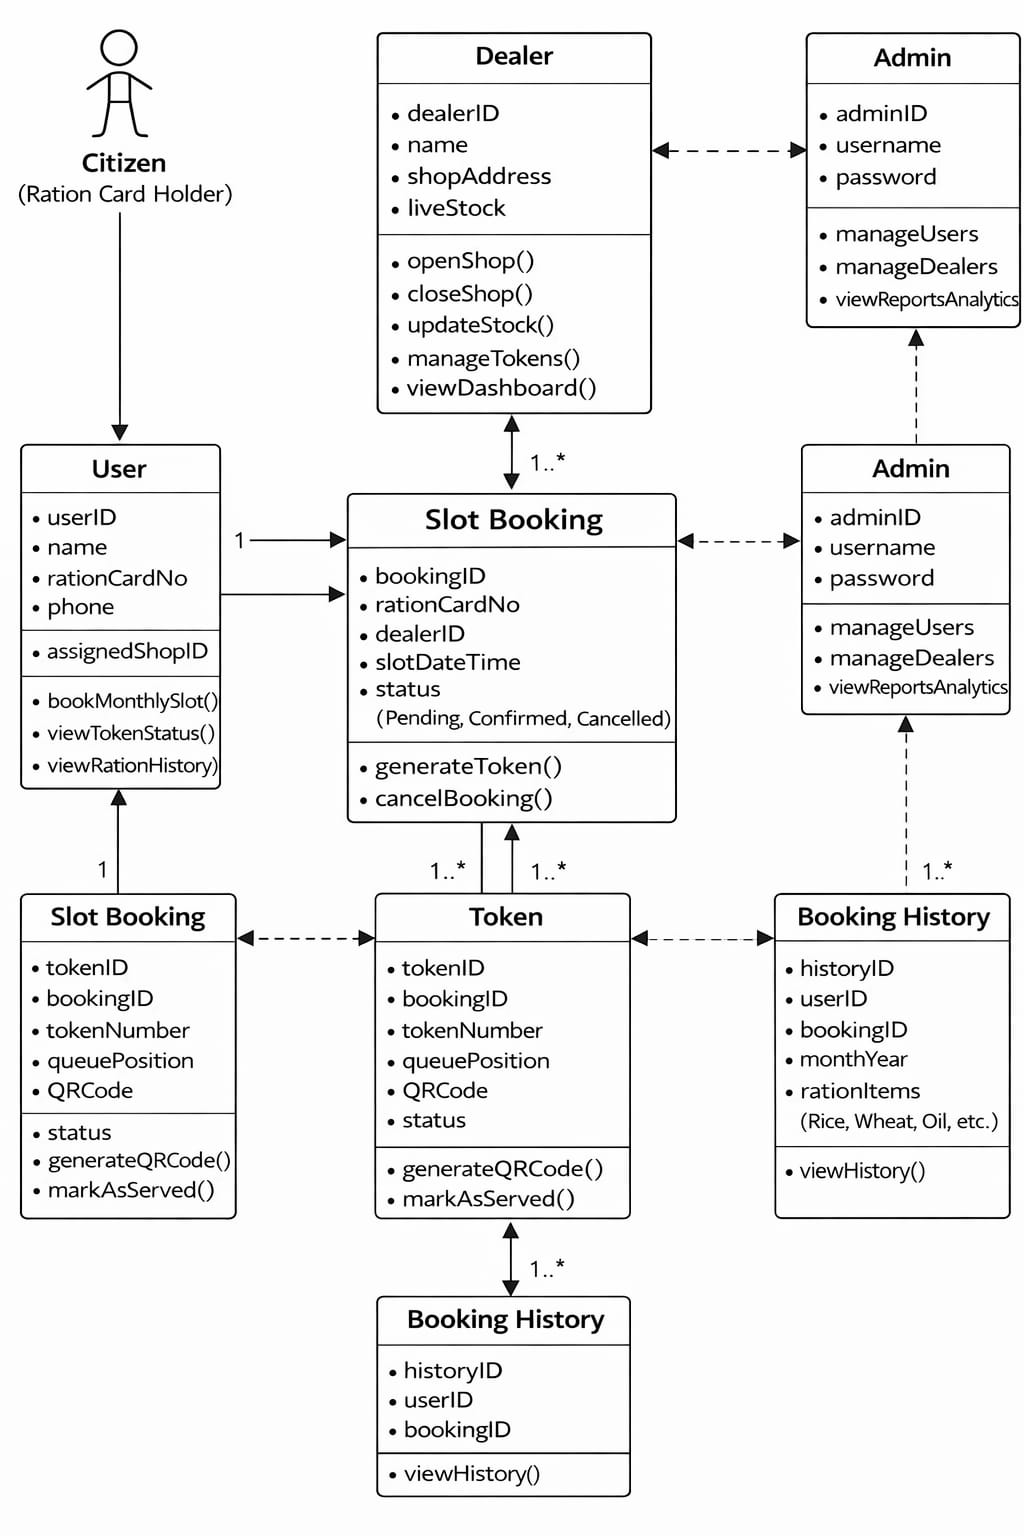 Citizen
(Ration Card Holder)
Dealer
• dealerID
• name
• shopAddress
• liveStock
• openShop()
• closeShop()
• updateStock()
• manageTokens()
• viewDashboard()
Admin
• adminID
• username
• password
• manageUsers
• manageDealers
• viewReportsAnalytics
1..*
User
• userID
• name
• rationCardNo
• phone
• assignedShopID
• bookMonthlySlot()
• viewTokenStatus()
• viewRationHistory)
1
Slot Booking
• bookingID
• rationCardNo
• dealerID
• slotDateTime
• status
(Pending, Confirmed, Cancelled)
• generateToken()
• cancelBooking()
Admin
• adminID
• username
• password
• manageUsers
• manageDealers
• viewReportsAnalytics
1
1..*
1..*
1..*
Slot Booking
• tokenID
• bookingID
• tokenNumber
• queuePosition
• QRCode
• status
• generateQRCode()
• markAsServed()
Token
• tokenID
• bookingID
• tokenNumber
• queuePosition
• QRCode
• status
• generateQRCode()
• markAsServed()
Booking History
• historyID
• userID
• bookingID
• monthYear
• rationItems
(Rice, Wheat, Oil, etc.)
• viewHistory()
1..*
Booking History
• historyID
• userID
• bookingID
• viewHistory()